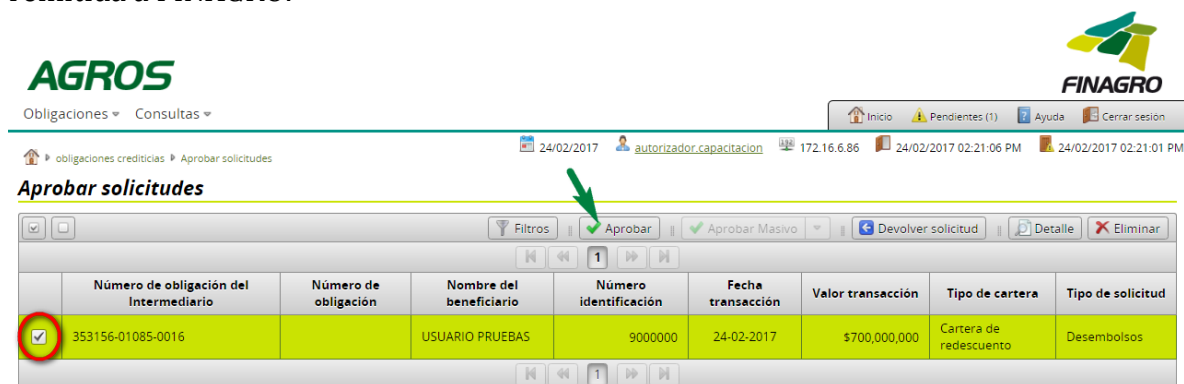 AGROS
FINAGRO
Obligaciones Consultas
Inicio Pendientes (1) Ayuda Cerrar sesión
obligaciones crediticias Aprobar solicitudes
24/02/2017 autorizador.capacitacion 172.16.6.86 24/02/2017 02:21:06 PM 24/02/2017 02:21:01 PM
Aprobar solicitudes
Filtros Aprobar Aprobar Masivo Devolver solicitud Detalle Eliminar
1
Número de obligación del Intermediario Número de obligación Nombre del beneficiario Número identificación Fecha transacción Valor transacción Tipo de cartera Tipo de solicitud
353156-01085-0016 USUARIO PRUEBAS 9000000 24-02-2017 $700,000,000 Cartera de redescuento Desembolsos
1